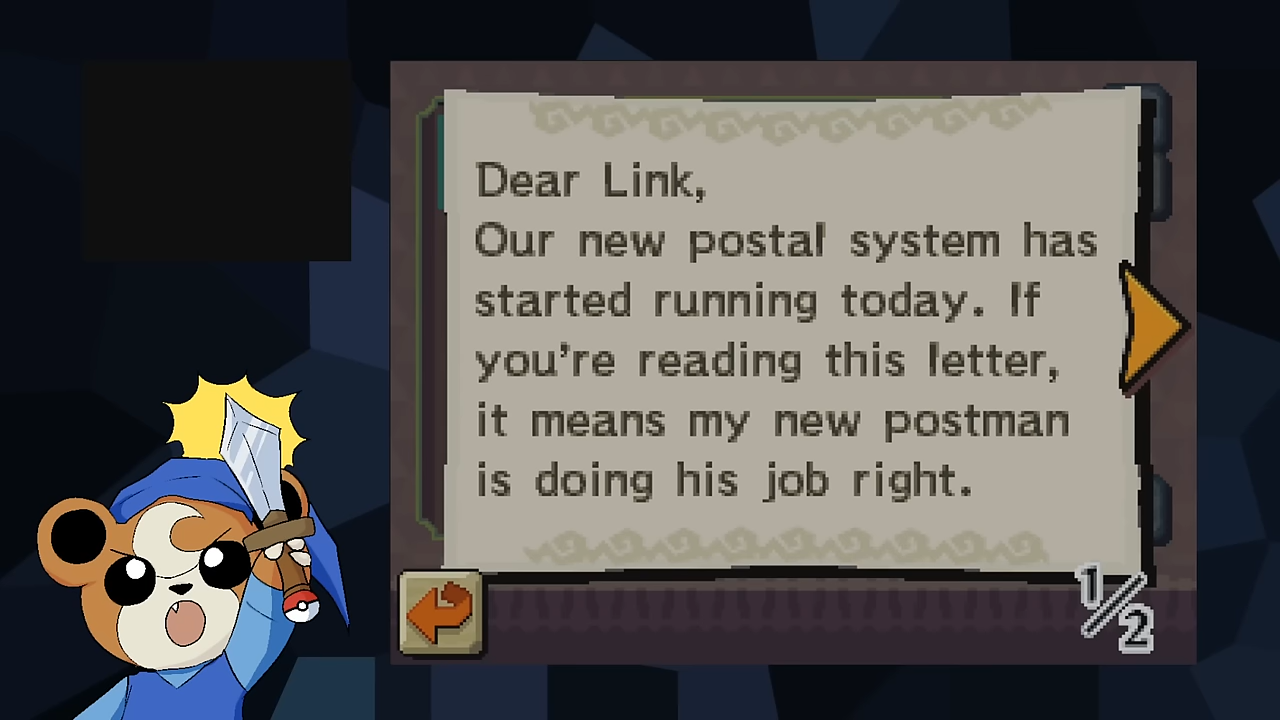 Dear Link,
Our new postal system has
started running today. If
you're reading this letter,
it means my new postman
is doing his job right.
1/2